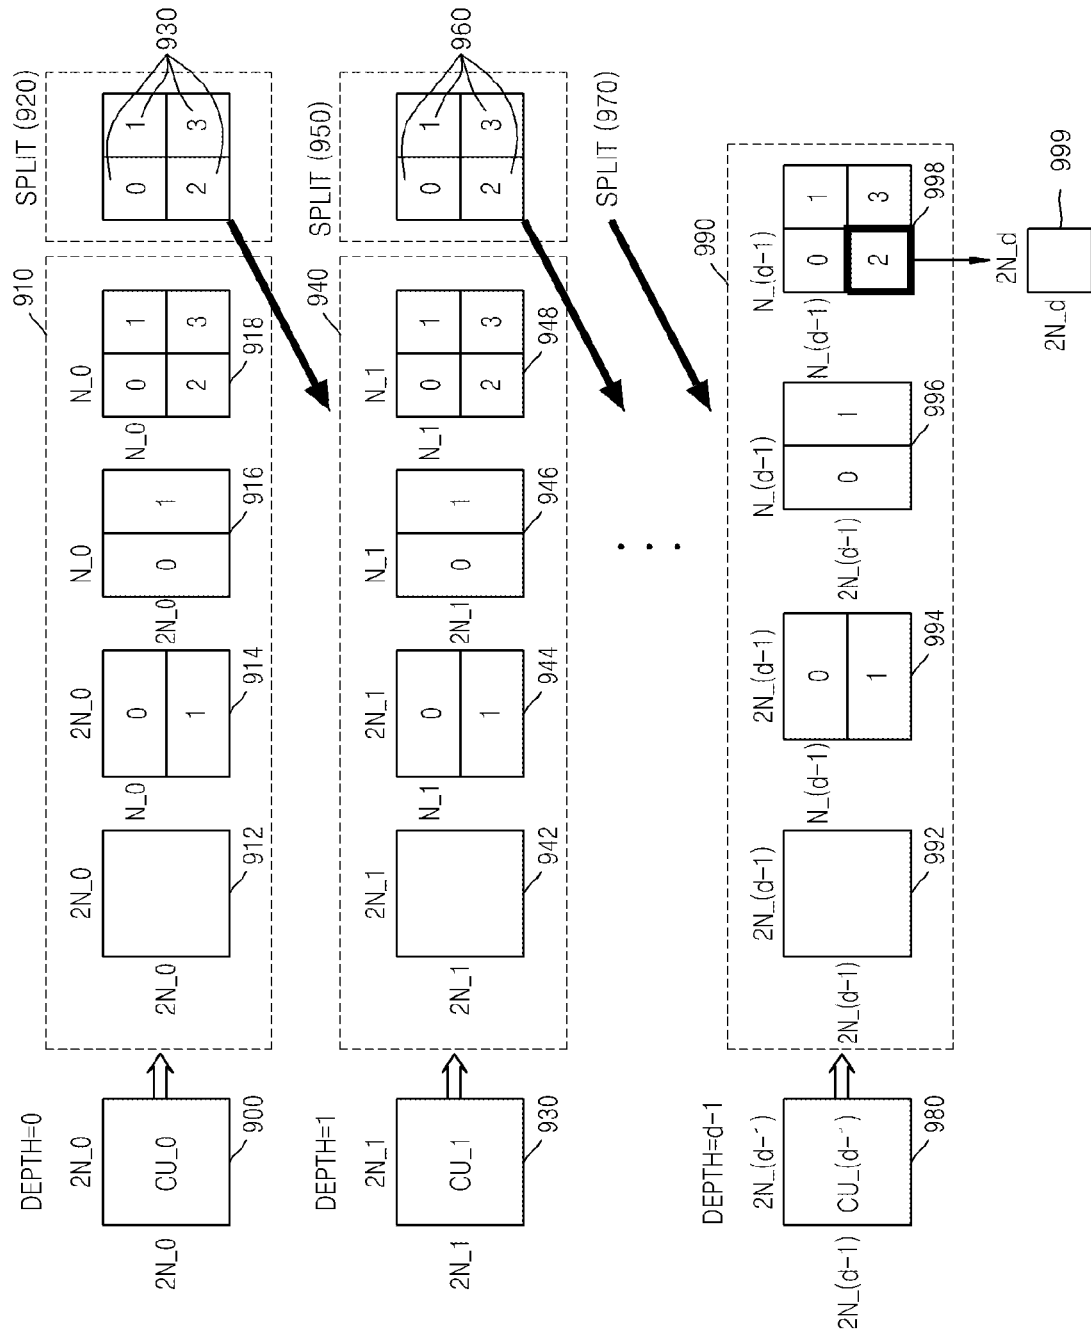 DEPTH=0
2N_0
2N_0
CU_0
900
910
2N_0
2N_0
912
2N_0
N_0
0
1
914
N_0
2N_0
0
1
916
N_0
N_0
0
1
2
3
918
SPLIT (920)
0
1
2
3
930
DEPTH=1
2N_1
2N_1
CU_1
930
940
2N_1
2N_1
942
2N_1
N_1
0
1
944
N_1
2N_1
0
1
946
N_1
N_1
0
1
2
3
948
SPLIT (950)
0
1
2
3
960
SPLIT (970)
. . .
DEPTH=d-1
2N_(d-1)
2N_(d-1)
CU_(d-1)
980
990
2N_(d-1)
2N_(d-1)
992
2N_(d-1)
N_(d-1)
0
1
994
N_(d-1)
2N_(d-1)
0
1
996
N_(d-1)
N_(d-1)
0
1
2
3
998
2N_d
2N_d
999